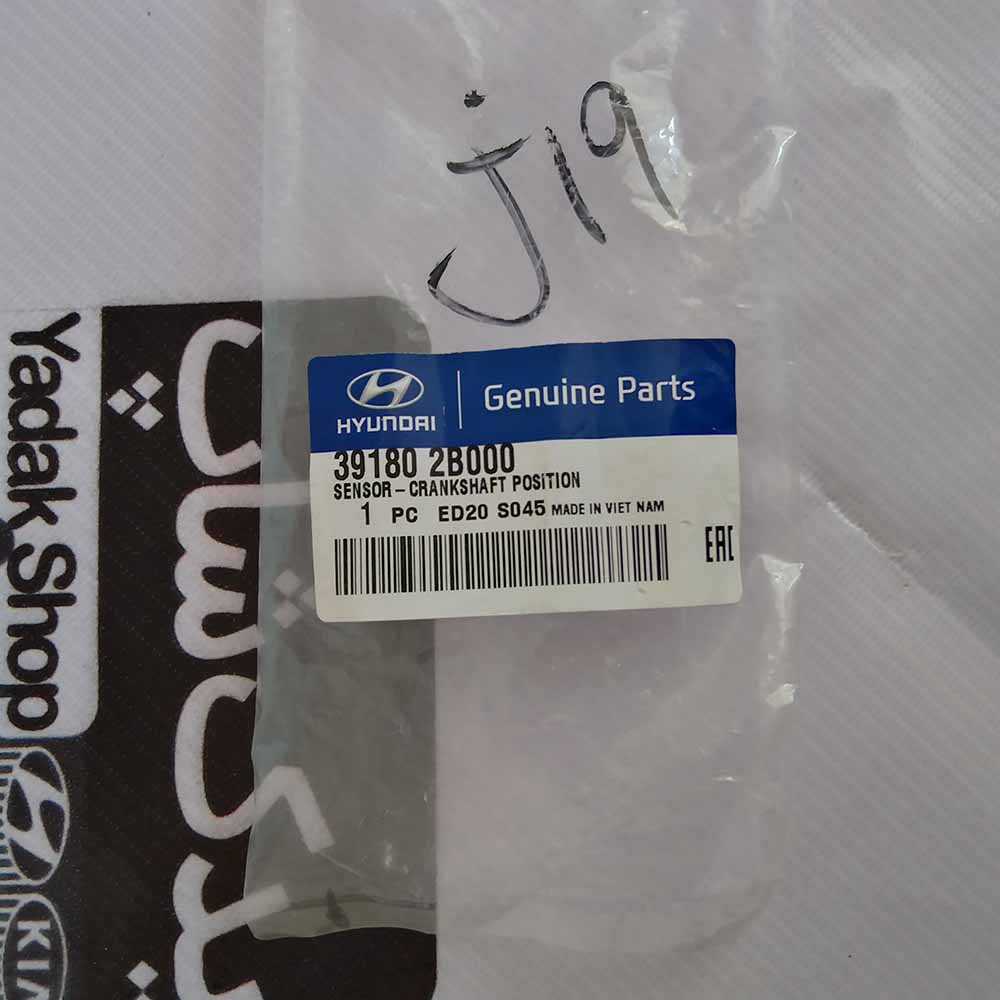 J19
HYUNDAI
Genuine Parts
39180 2B000
SENSOR-CRANKSHAFT POSITION
1 PC ED20 S045 MADE IN VIET NAM
EAC
Yadak Shop
KIA